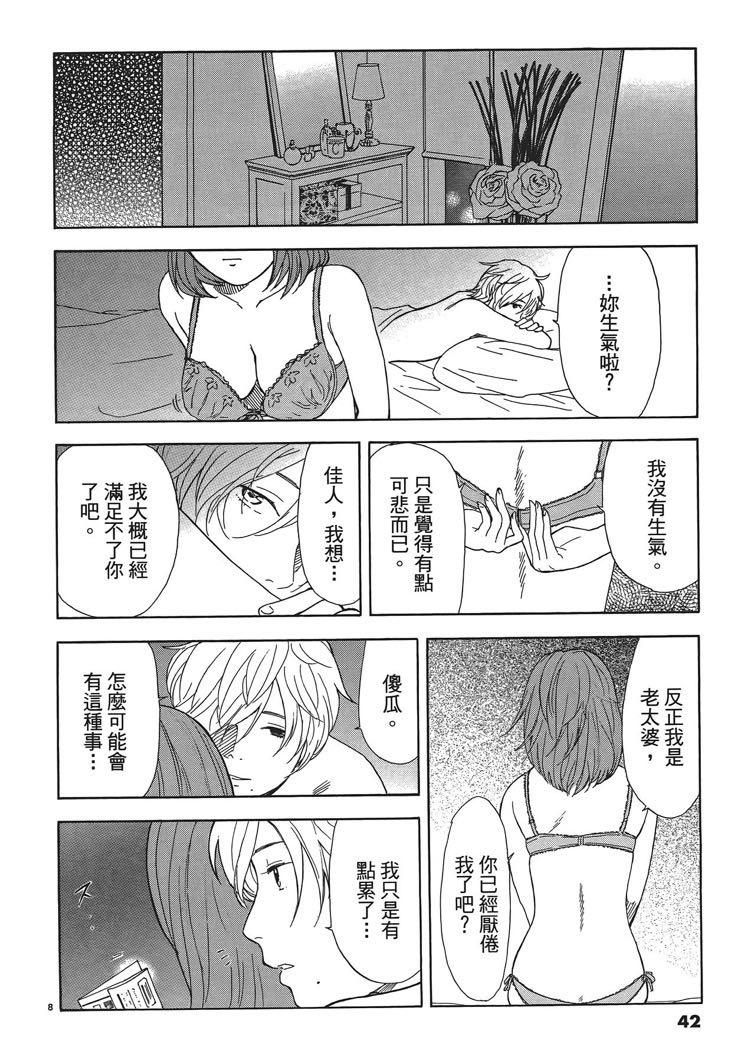 …妳生氣啦?
我沒有生氣。
只是覺得有點
可悲而已。
佳人，我想…
我大概已經
滿足不了你
了吧。
反正我是
老太婆，
你已經厭倦
我了吧?
傻瓜。
怎麼可能會
有這種事…
我只是有
點累了…
8
42